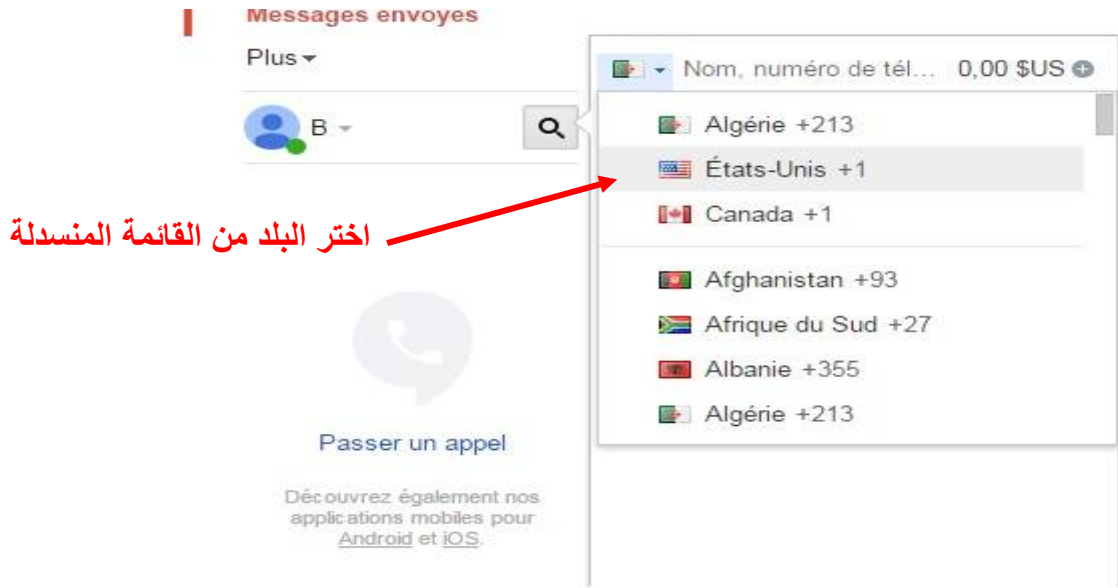 Messages envoyes
Plus
B
Nom, numéro de tél... 0,00 $US
Algérie +213
États-Unis +1
Canada +1
Afghanistan +93
Afrique du Sud +27
Albanie +355
Algérie +213
اختر البلد من القائمة المنسدلة
Passer un appel
Découvrez également nos
applications mobiles pour
Android et iOS.